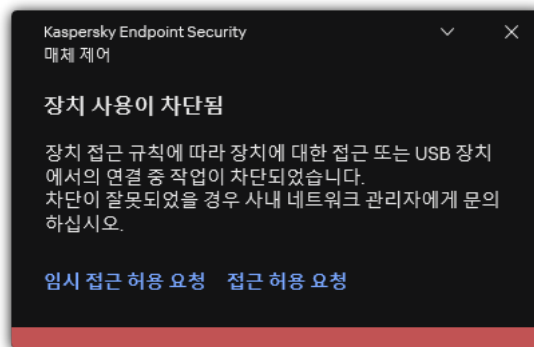 Kaspersky Endpoint Security
매체 제어
장치 사용이 차단됨
장치 접근 규칙에 따라 장치에 대한 접근 또는 USB 장치
에서의 연결 중 작업이 차단되었습니다.
차단이 잘못되었을 경우 사내 네트워크 관리자에게 문의
하십시오.
임시 접근 허용 요청 접근 허용 요청